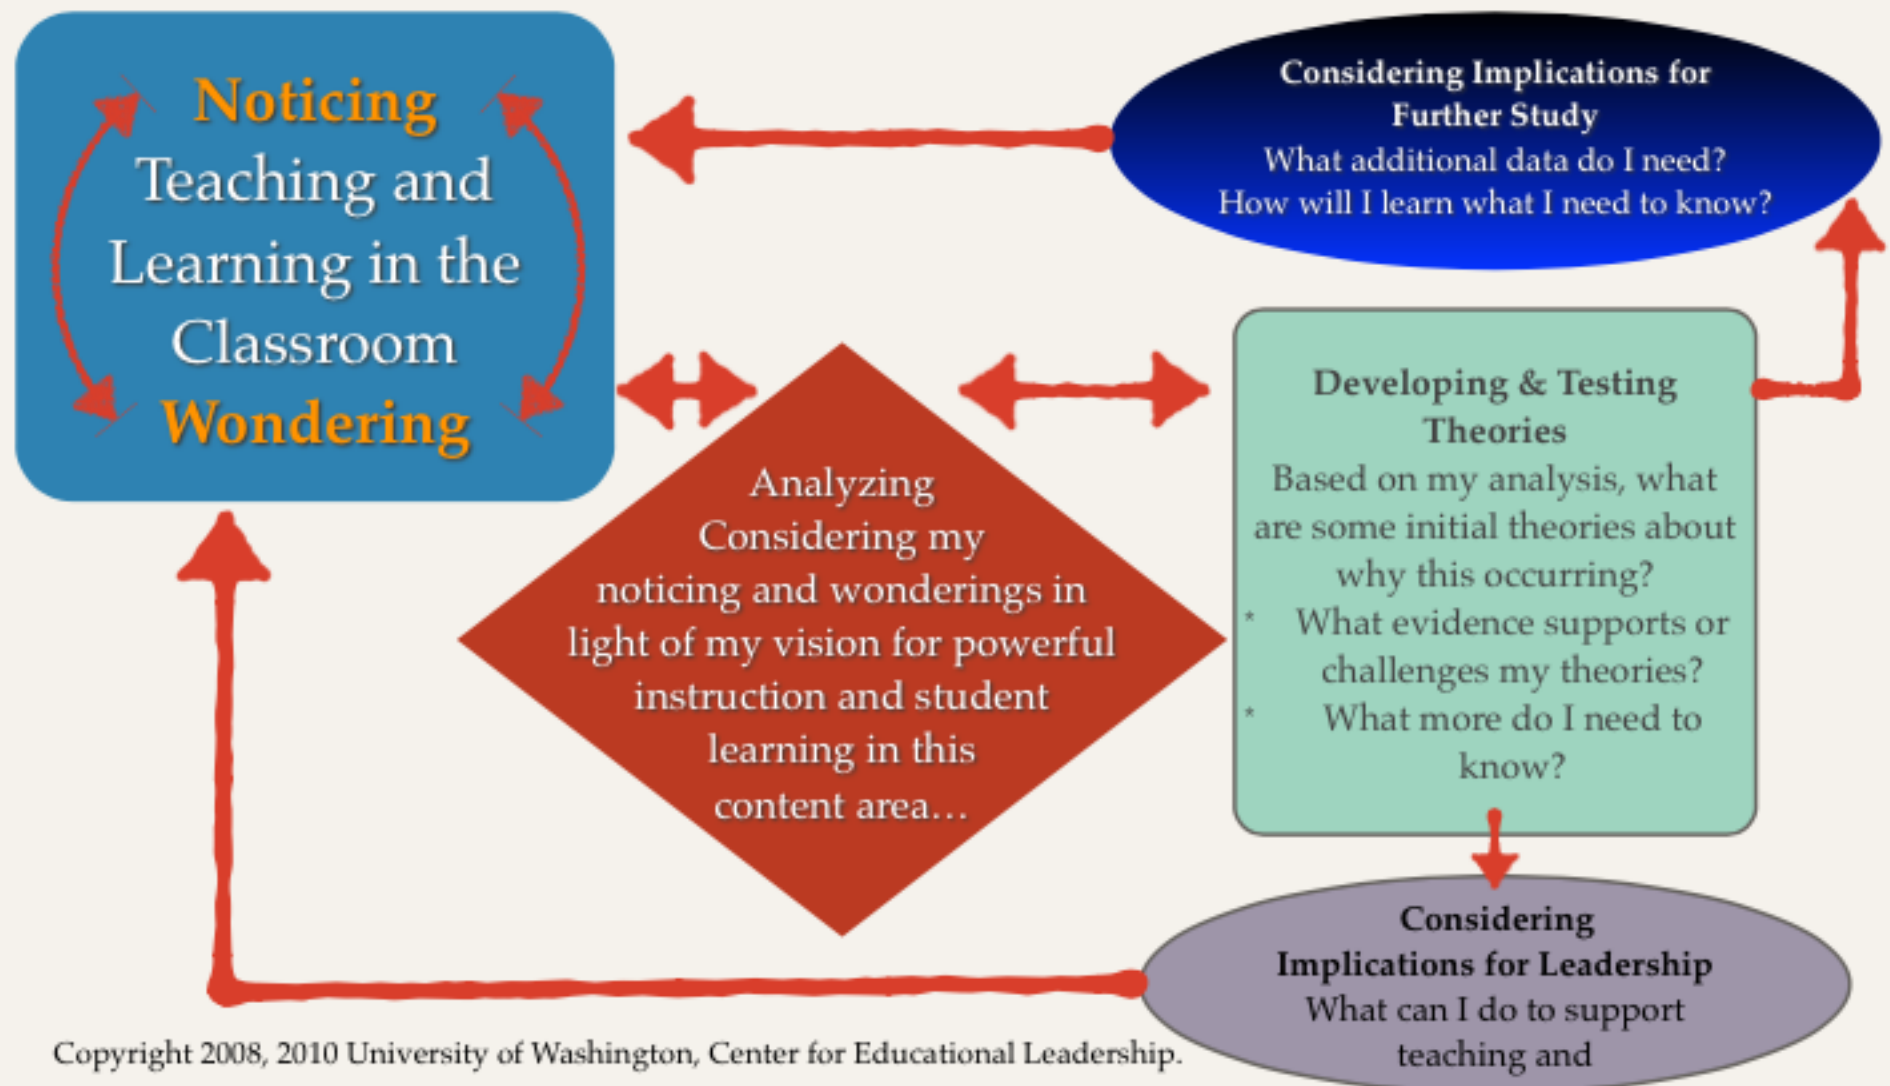 Noticing
Teaching and
Learning in the
Classroom
Wondering
Considering Implications for
Further Study
What additional data do I need?
How will I learn what I need to know?
Analyzing
Considering my
noticing and wonderings in
light of my vision for powerful
instruction and student
learning in this
content area…
Developing & Testing
Theories
Based on my analysis, what
are some initial theories about
why this occurring?
* What evidence supports or
challenges my theories?
* What more do I need to
know?
Considering
Implications for Leadership
What can I do to support
teaching and
Copyright 2008, 2010 University of Washington, Center for Educational Leadership.